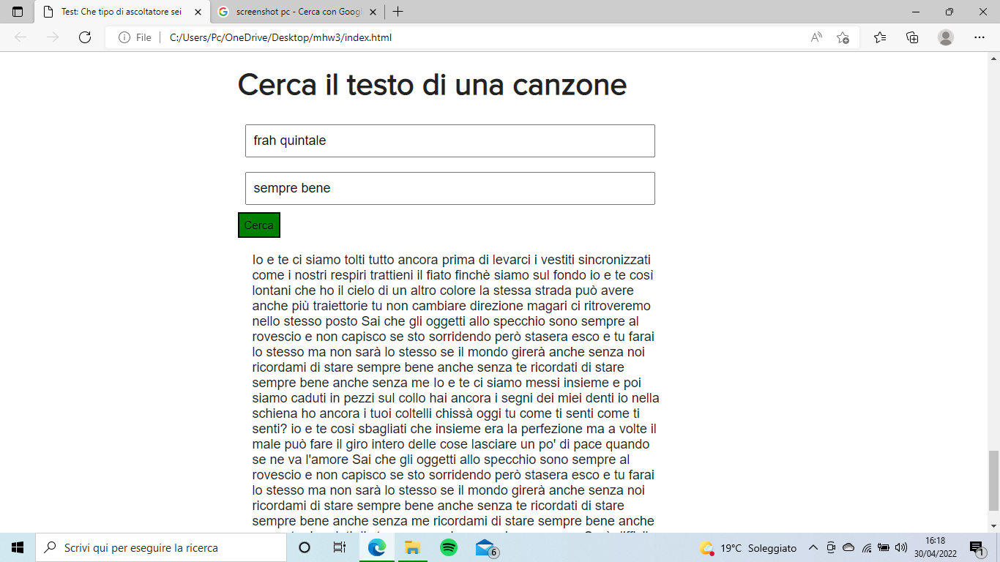 Test: Che tipo di ascoltatore sei
screenshot pc - Cerca con Googl
File
C:/Users/Pc/OneDrive/Desktop/mhw3/index.html
Cerca il testo di una canzone
frah quintale
sempre bene
Cerca
Io e te ci siamo tolti tutto ancora prima di levarci i vestiti sincronizzati
come i nostri respiri trattieni il fiato finchè siamo sul fondo io e te così
lontani che ho il cielo di un altro colore la stessa strada può avere
anche più traiettorie tu non cambiare direzione magari ci ritroveremo
nello stesso posto Sai che gli oggetti allo specchio sono sempre al
rovescio e non capisco se sto sorridendo però stasera esco e tu farai
lo stesso ma non sarà lo stesso se il mondo girerà anche senza noi
ricordami di stare sempre bene anche senza te ricordati di stare
sempre bene anche senza me Io e te ci siamo messi insieme e poi
siamo caduti in pezzi sul collo hai ancora i segni dei miei denti io nella
schiena ho ancora i tuoi coltelli chissà oggi tu come ti senti come ti
senti? io e te così sbagliati che insieme era la perfezione ma a volte il
male può fare il giro intero delle cose lasciare un po' di pace quando
se ne va l'amore Sai che gli oggetti allo specchio sono sempre al
rovescio e non capisco se sto sorridendo però stasera esco e tu farai
lo stesso ma non sarà lo stesso se il mondo girerà anche senza noi
ricordami di stare sempre bene anche senza te ricordati di stare
sempre bene anche senza me ricordami di stare sempre bene anche
Scrivi qui per eseguire la ricerca
6
19°C Soleggiato
16:18
30/04/2022
1